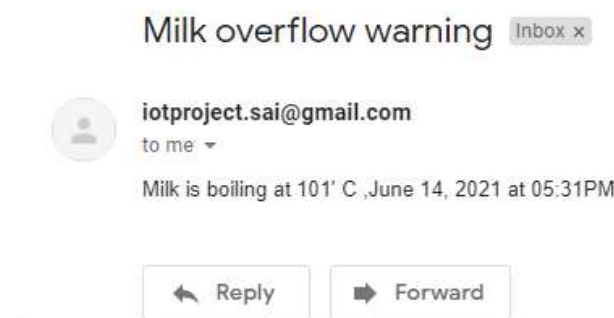 Milk overflow warning Inbox x
iotproject.sai@gmail.com
to me
Milk is boiling at 101' C ,June 14, 2021 at 05:31PM
Reply Forward